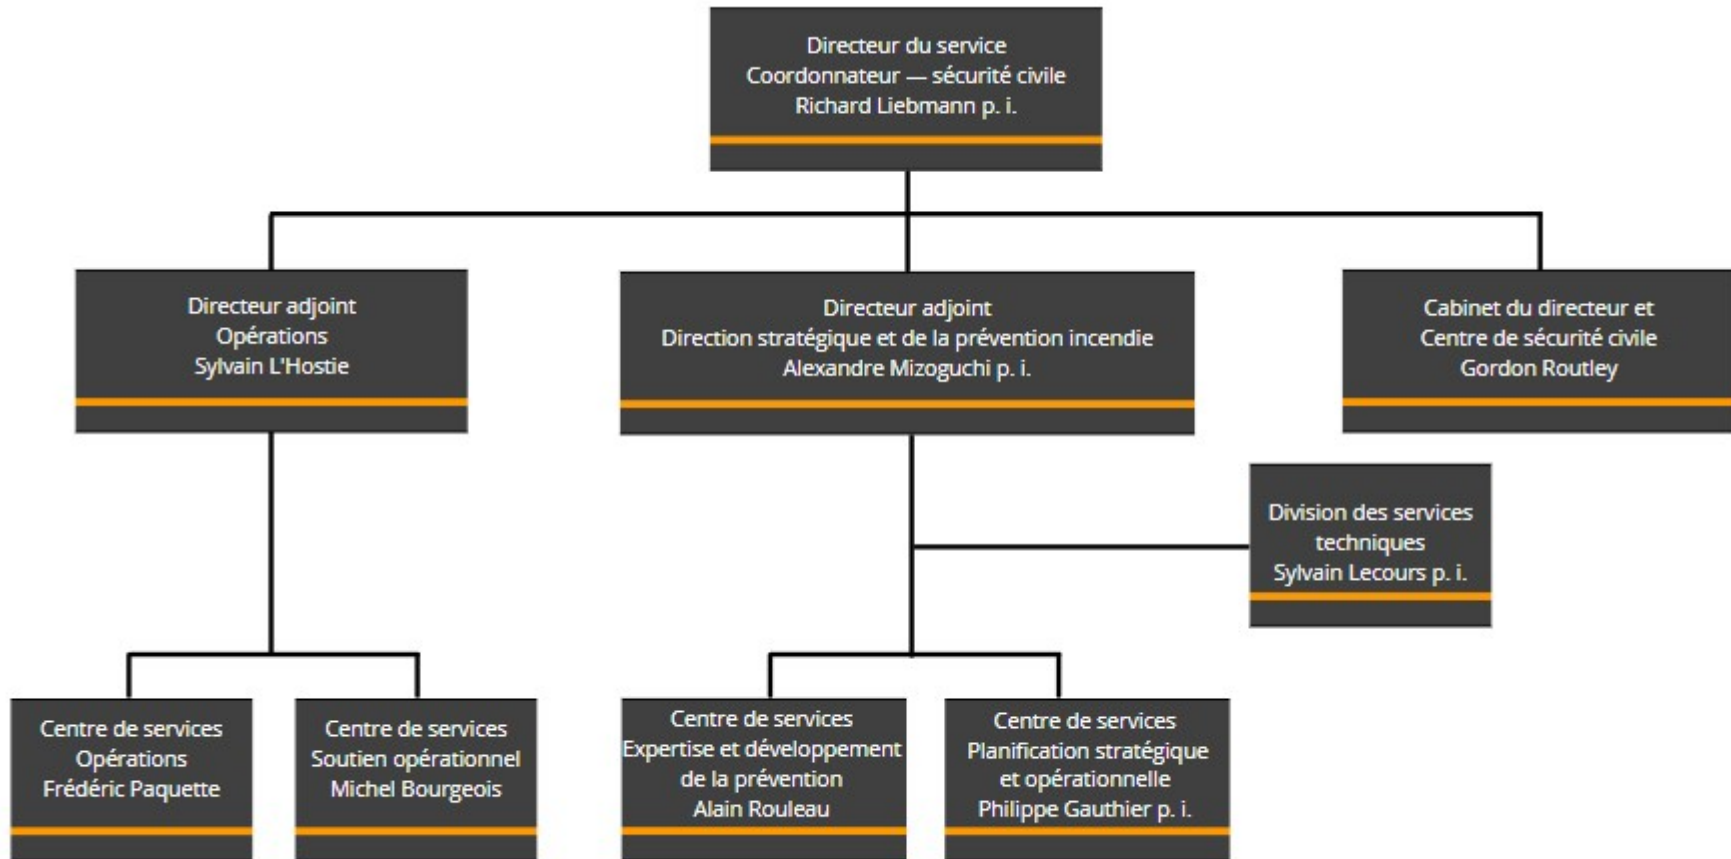 Directeur du service
Coordonnateur — sécurité civile
Richard Liebmann p. i.
Directeur adjoint
Opérations
Sylvain L'Hostie
Directeur adjoint
Direction stratégique et de la prévention incendie
Alexandre Mizoguchi p. i.
Cabinet du directeur et
Centre de sécurité civile
Gordon Routley
Division des services
techniques
Sylvain Lecours p. i.
Centre de services
Opérations
Frédéric Paquette
Centre de services
Soutien opérationnel
Michel Bourgeois
Centre de services
Expertise et développement
de la prévention
Alain Rouleau
Centre de services
Planification stratégique
et opérationnelle
Philippe Gauthier p. i.